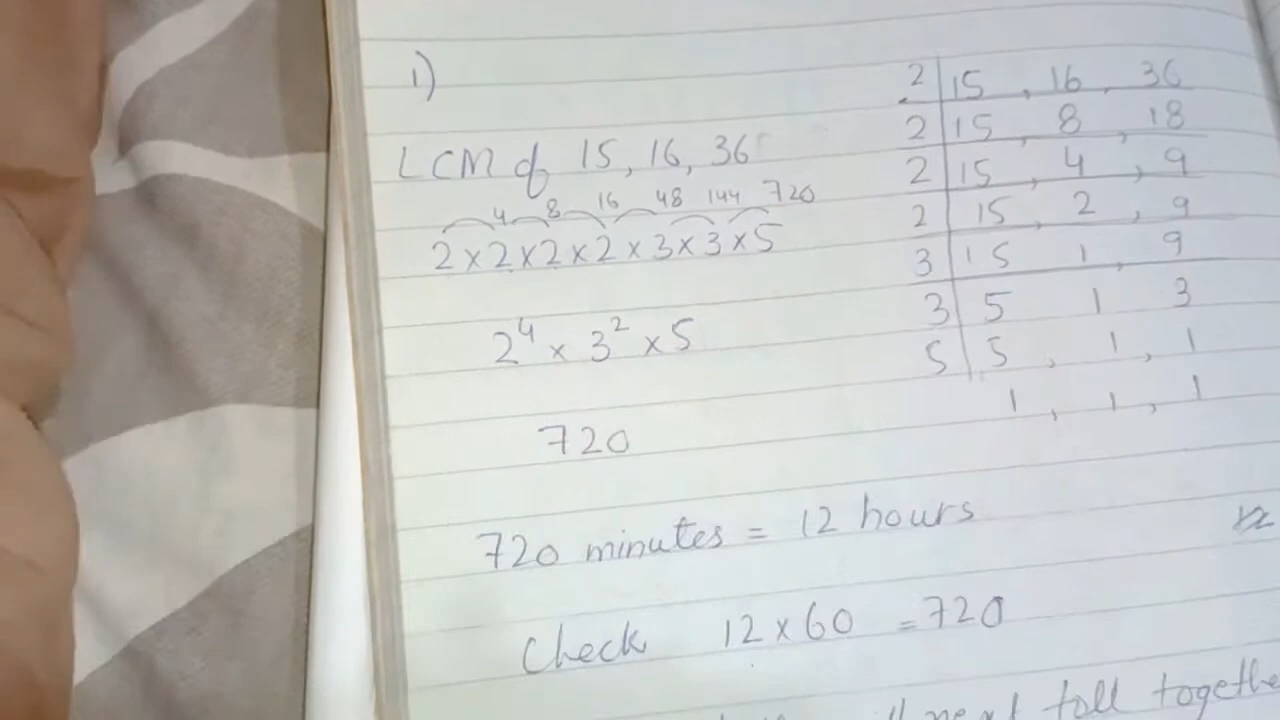 1)
LCM of 15, 16, 36
4 8 16 48 144 720
2 × 2 × 2 × 2 × 3 × 3 × 5
2⁴ × 3² × 5
720
720 minutes = 12 hours
Check 12 × 60 = 720
next toll together
2 | 15 , 16 , 36
2 | 15 , 8 , 18
2 | 15 , 4 , 9
2 | 15 , 2 , 9
3 | 15 1 , 9
3 | 5 1 3
5 | 5 , 1 , 1
1 , 1 , 1